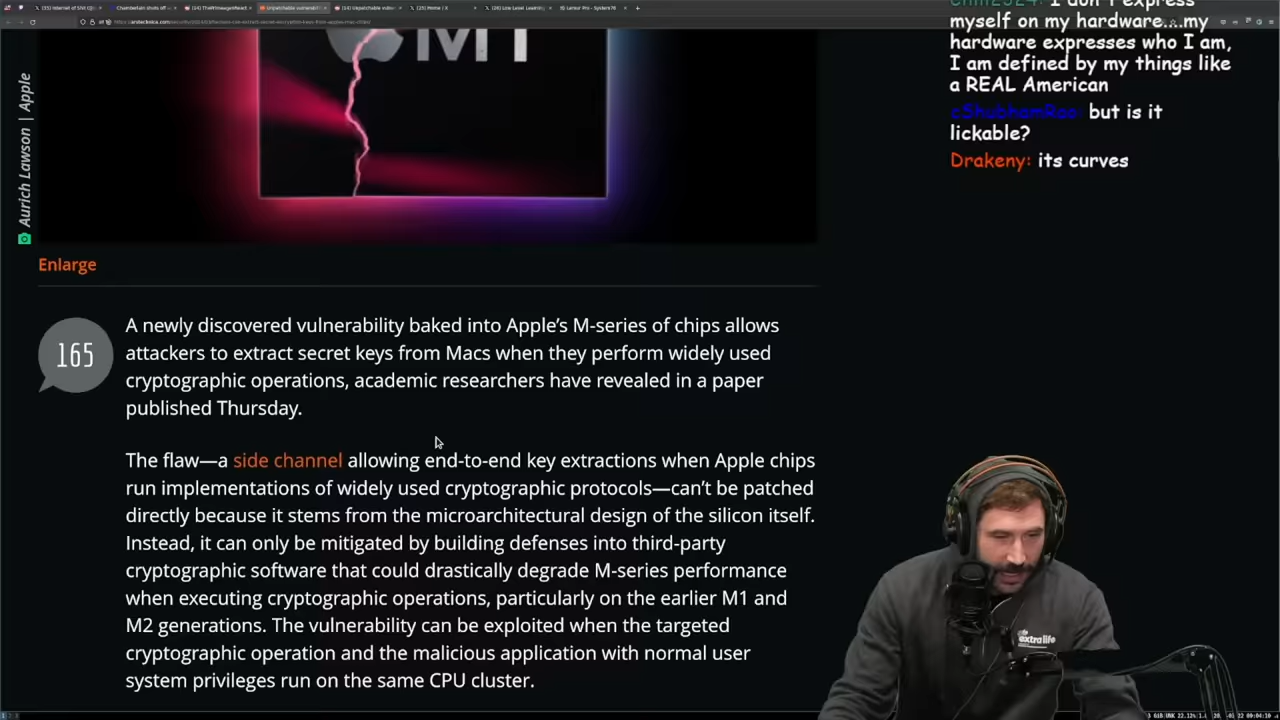 M1
Aurich Lawson | Apple
Enlarge
165
A newly discovered vulnerability baked into Apple's M-series of chips allows
attackers to extract secret keys from Macs when they perform widely used
cryptographic operations, academic researchers have revealed in a paper
published Thursday.
The flaw—a side channel allowing end-to-end key extractions when Apple chips
run implementations of widely used cryptographic protocols—can't be patched
directly because it stems from the microarchitectural design of the silicon itself.
Instead, it can only be mitigated by building defenses into third-party
cryptographic software that could drastically degrade M-series performance
when executing cryptographic operations, particularly on the earlier M1 and
M2 generations. The vulnerability can be exploited when the targeted
cryptographic operation and the malicious application with normal user
system privileges run on the same CPU cluster.
I don't express
myself on my hardware...my
hardware expresses who I am,
I am defined by my things like
a REAL American
cShubhamRao: but is it
lickable?
Drakeny: its curves
extra life